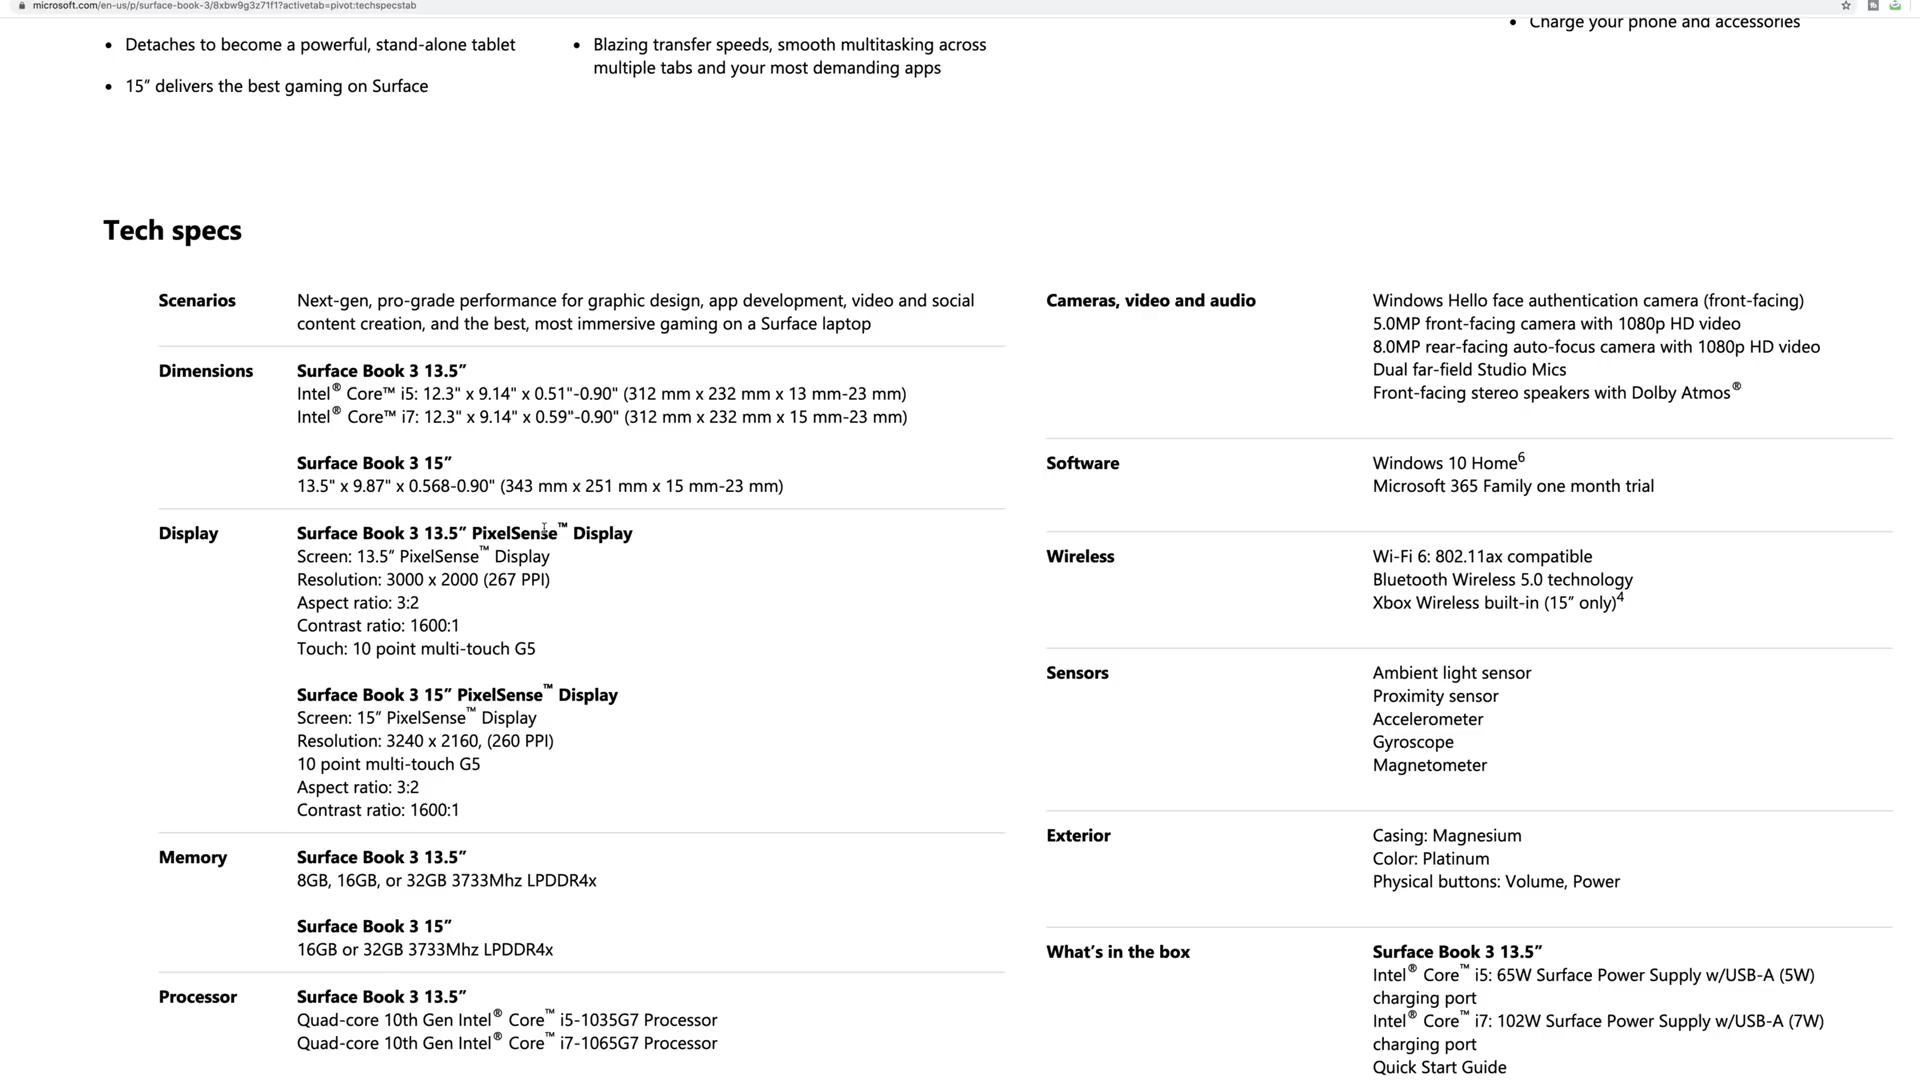 microsoft.com/en-us/p/surface-book-3/8xbw9g3z71f1?activetab=pivot:techspecstab
• Detaches to become a powerful, stand-alone tablet
• 15” delivers the best gaming on Surface
• Blazing transfer speeds, smooth multitasking across
multiple tabs and your most demanding apps
• Charge your phone and accessories
Tech specs
Scenarios
Next-gen, pro-grade performance for graphic design, app development, video and social
content creation, and the best, most immersive gaming on a Surface laptop
Dimensions
Surface Book 3 13.5”
Intel® Core™ i5: 12.3" x 9.14" x 0.51"-0.90" (312 mm x 232 mm x 13 mm-23 mm)
Intel® Core™ i7: 12.3" x 9.14" x 0.59"-0.90" (312 mm x 232 mm x 15 mm-23 mm)
Surface Book 3 15”
13.5" x 9.87" x 0.568-0.90" (343 mm x 251 mm x 15 mm-23 mm)
Display
Surface Book 3 13.5” PixelSense™ Display
Screen: 13.5” PixelSense™ Display
Resolution: 3000 x 2000 (267 PPI)
Aspect ratio: 3:2
Contrast ratio: 1600:1
Touch: 10 point multi-touch G5
Surface Book 3 15” PixelSense™ Display
Screen: 15” PixelSense™ Display
Resolution: 3240 x 2160, (260 PPI)
10 point multi-touch G5
Aspect ratio: 3:2
Contrast ratio: 1600:1
Memory
Surface Book 3 13.5”
8GB, 16GB, or 32GB 3733Mhz LPDDR4x
Surface Book 3 15”
16GB or 32GB 3733Mhz LPDDR4x
Processor
Surface Book 3 13.5”
Quad-core 10th Gen Intel® Core™ i5-1035G7 Processor
Quad-core 10th Gen Intel® Core™ i7-1065G7 Processor
Cameras, video and audio
Windows Hello face authentication camera (front-facing)
5.0MP front-facing camera with 1080p HD video
8.0MP rear-facing auto-focus camera with 1080p HD video
Dual far-field Studio Mics
Front-facing stereo speakers with Dolby Atmos®
Software
Windows 10 Home⁶
Microsoft 365 Family one month trial
Wireless
Wi-Fi 6: 802.11ax compatible
Bluetooth Wireless 5.0 technology
Xbox Wireless built-in (15” only)⁴
Sensors
Ambient light sensor
Proximity sensor
Accelerometer
Gyroscope
Magnetometer
Exterior
Casing: Magnesium
Color: Platinum
Physical buttons: Volume, Power
What’s in the box
Surface Book 3 13.5”
Intel® Core™ i5: 65W Surface Power Supply w/USB-A (5W)
charging port
Intel® Core™ i7: 102W Surface Power Supply w/USB-A (7W)
charging port
Quick Start Guide